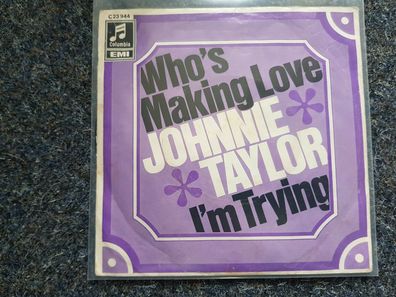 C 23 944
Columbia
EMI
Who's
Making Love
JOHNNIE
TAYLOR
I'm Trying